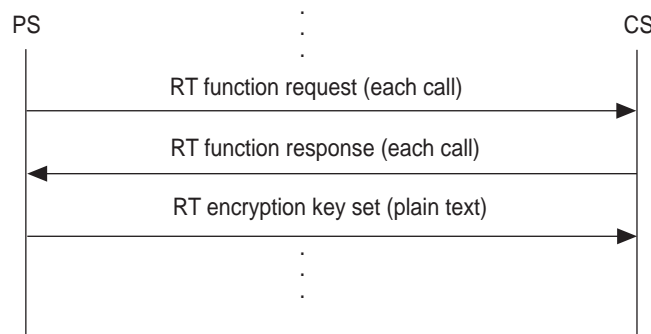 PS
CS
RT function request (each call)
RT function response (each call)
RT encryption key set (plain text)